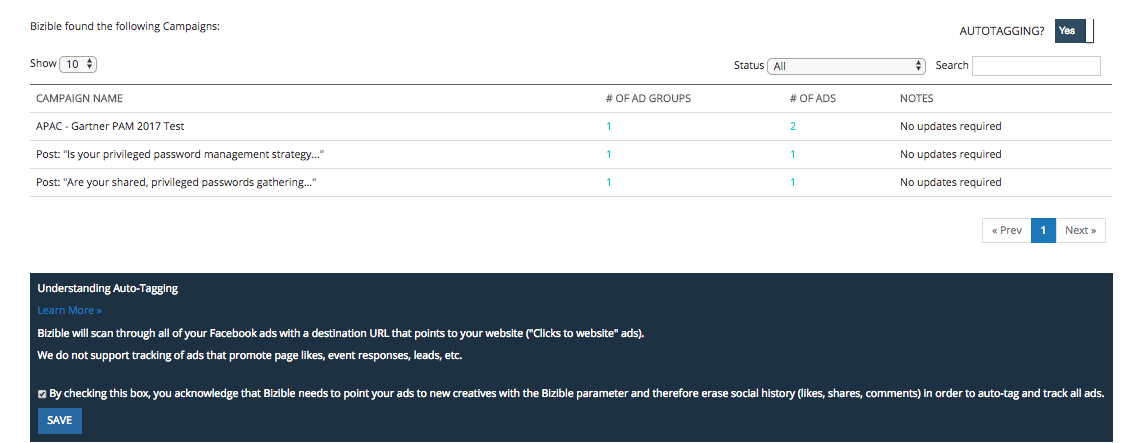 Bizible found the following Campaigns:
AUTOTAGGING? Yes
Show 10 Status All Search
CAMPAIGN NAME # OF AD GROUPS # OF ADS NOTES
APAC - Gartner PAM 2017 Test 1 2 No updates required
Post: "Is your privileged password management strategy..." 1 1 No updates required
Post: "Are your shared, privileged passwords gathering..." 1 1 No updates required
« Prev 1 Next »
Understanding Auto-Tagging
Learn More »
Bizible will scan through all of your Facebook ads with a destination URL that points to your website ("Clicks to website" ads).
We do not support tracking of ads that promote page likes, event responses, leads, etc.
By checking this box, you acknowledge that Bizible needs to point your ads to new creatives with the Bizible parameter and therefore erase social history (likes, shares, comments) in order to auto-tag and track all ads.
SAVE